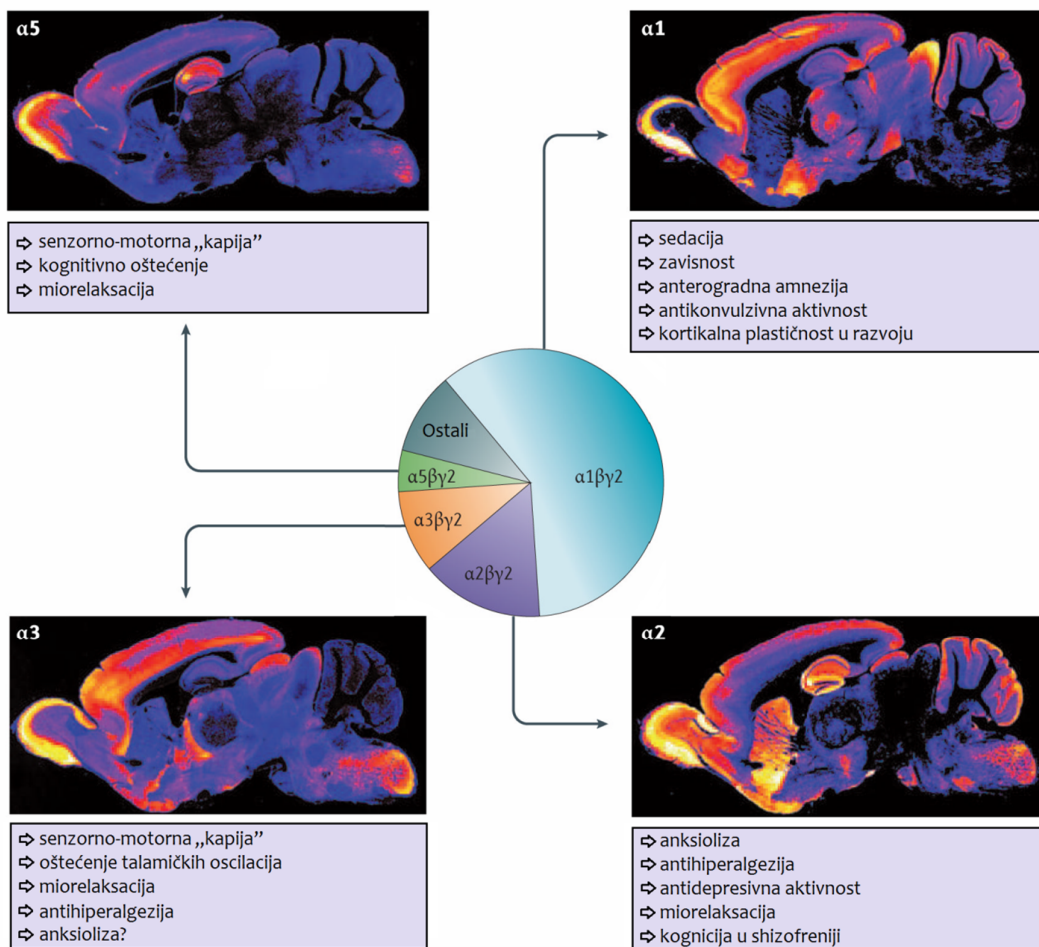 α5
⇨ senzorno-motorna „kapija”
⇨ kognitivno oštećenje
⇨ miorelaksacija
α1
⇨ sedacija
⇨ zavisnost
⇨ anterogradna amnezija
⇨ antikonvulzivna aktivnost
⇨ kortikalna plastičnost u razvoju
Ostali
α5βγ2
α3βγ2
α2βγ2
α1βγ2
α3
⇨ senzorno-motorna „kapija”
⇨ oštećenje talamičkih oscilacija
⇨ miorelaksacija
⇨ antihiperalgezija
⇨ anksioliza?
α2
⇨ anksioliza
⇨ antihiperalgezija
⇨ antidepresivna aktivnost
⇨ miorelaksacija
⇨ kognicija u shizofreniji